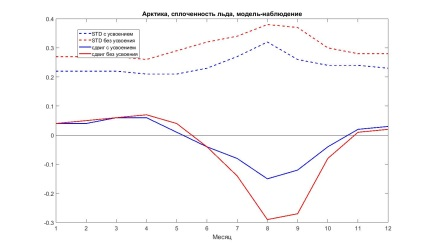 Арктика, сплоченность льда, модель-наблюдение
0.4
STD с усвоением
STD без усвоения
сдвиг с усвоением
сдвиг без усвоения
0.3
0.2
0.1
0
-0.1
-0.2
-0.3
1 2 3 4 5 6 7 8 9 10 11 12
Месяц